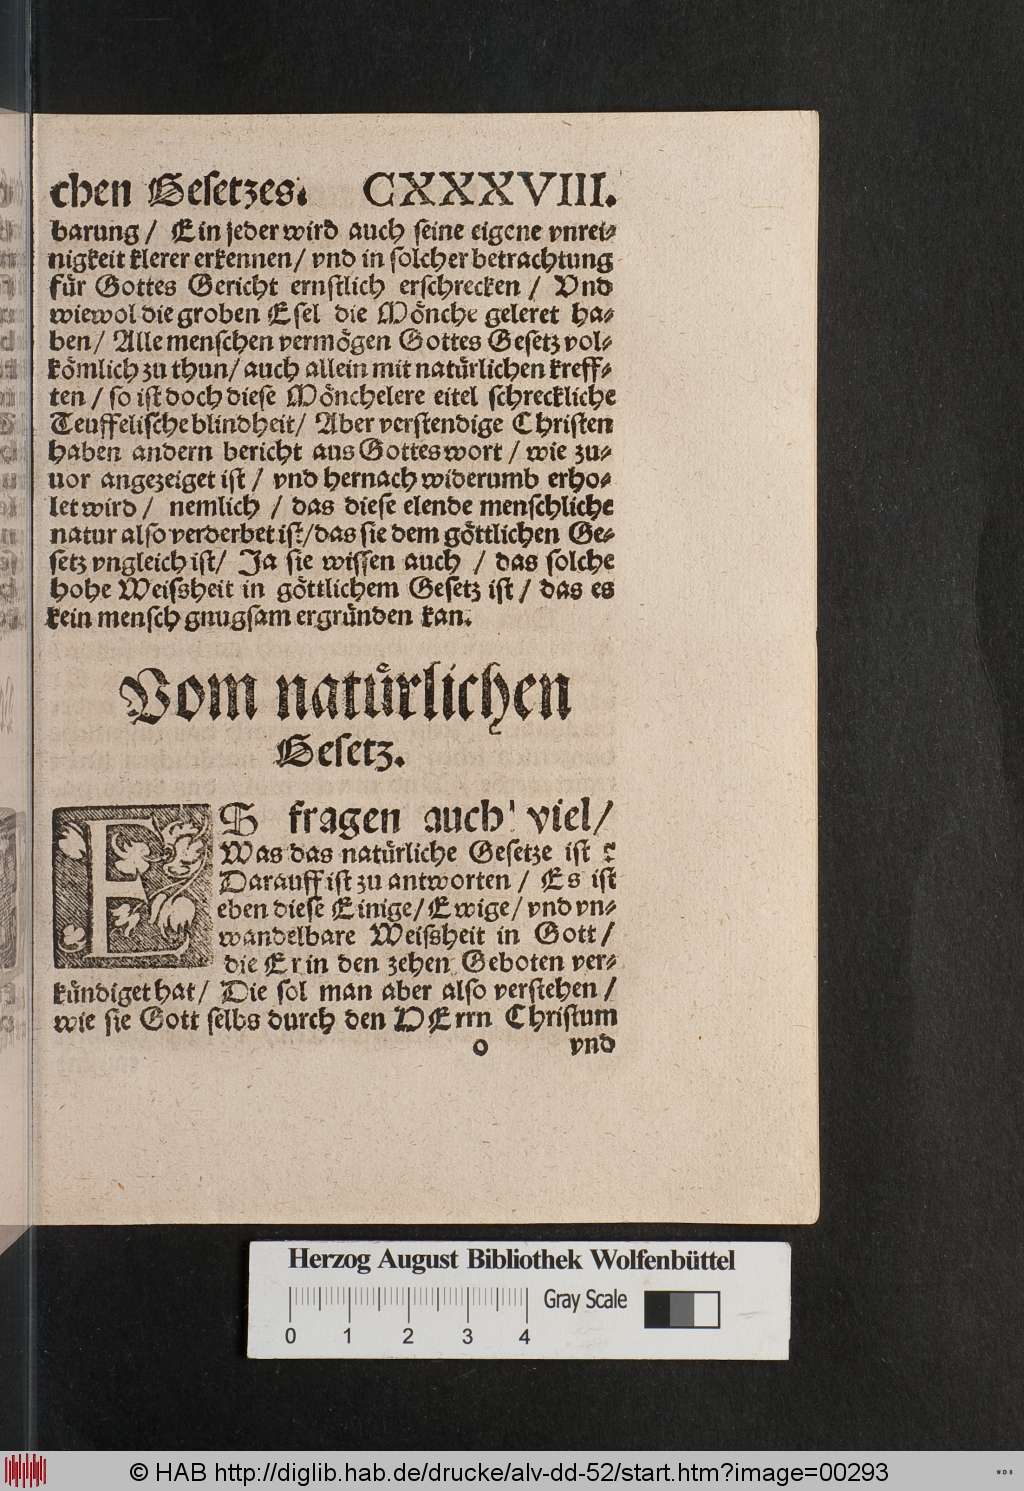 chen Gesetzes. CXXXVIII.
barung / Ein jeder wird auch seine eigene vnrei⸗
nigkeit klerer erkennen / vnd in solcher betrachtung
für Gottes Gericht ernstlich erschrecken / Vnd
wiewol die groben Esel die Mönche geleret ha⸗
ben / Alle menschen vermögen Gottes Gesetz vol⸗
kömlich zu thun / auch allein mit natürlichen kreff⸗
ten / so ist doch diese Mönchelere eitel schreckliche
Teuffelische blindheit / Aber verstendige Christen
haben andern bericht aus Gottes wort / wie zu⸗
uor angezeiget ist / vnd hernach widerumb erho⸗
let wird / nemlich / das diese elende menschliche
natur also verderbet ist / das sie dem göttlichen Ge⸗
setz vngleich ist / Ja sie wissen auch / das solche
hohe Weissheit in göttlichem Gesetz ist / das es
kein mensch gnugsam ergründen kan.
Vom natürlichen
Gesetz.
ES fragen auch viel /
Was das natürliche Gesetze ist ?
Darauff ist zu antworten / Es ist
eben diese Einige / Ewige / vnd vn⸗
wandelbare Weissheit in Gott /
die Er in den zehen Geboten ver⸗
kündiget hat / Die sol man aber also verstehen /
wie sie Gott selbs durch den HErrn Christum
o vnd
Herzog August Bibliothek Wolfenbüttel
0 1 2 3 4 Gray Scale
© HAB http://diglib.hab.de/drucke/alv-dd-52/start.htm?image=00293